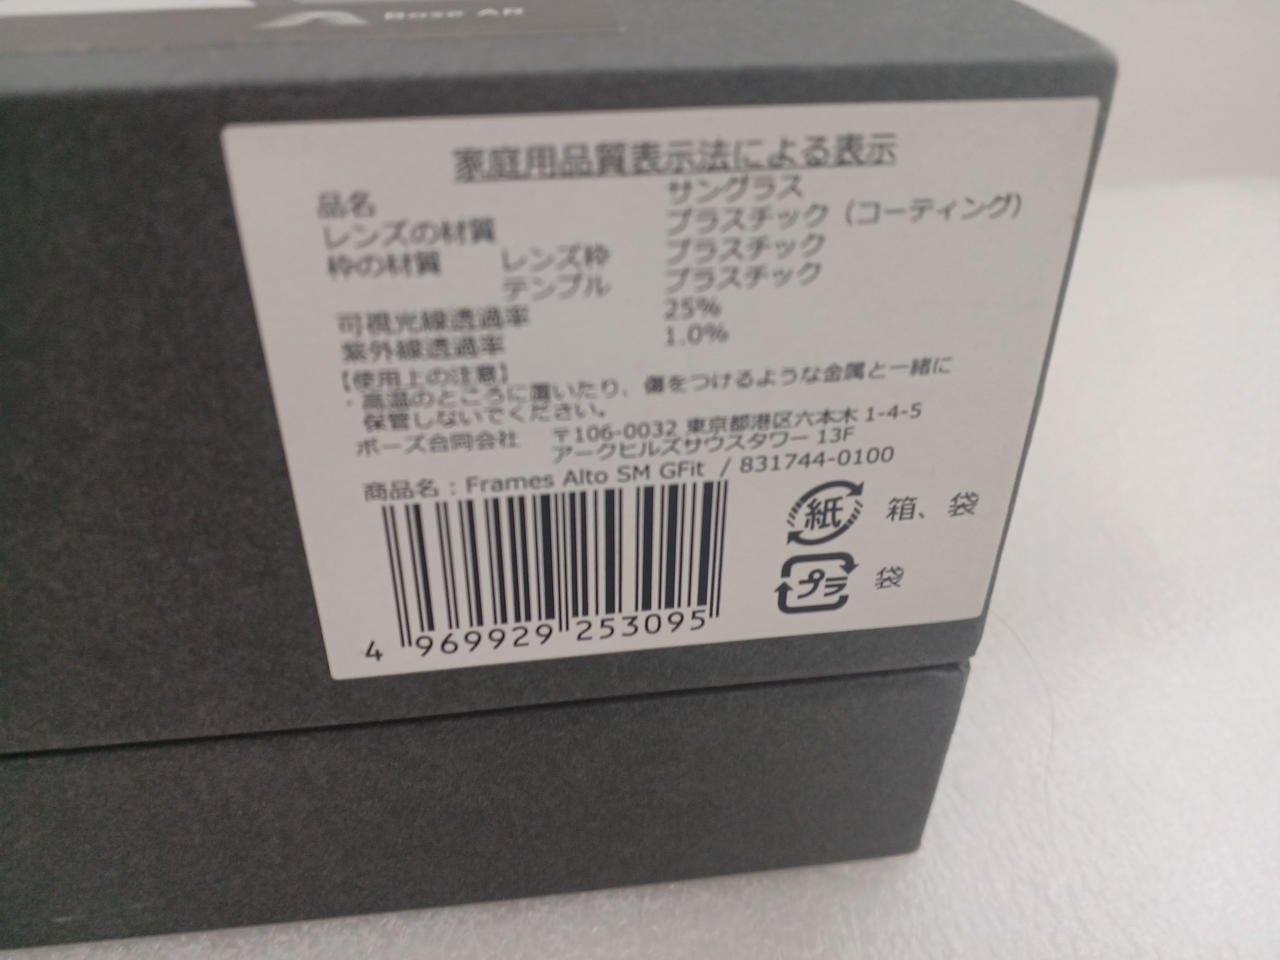 Bose AR
家庭用品質表示法による表示
品名 サングラス
レンズの材質 プラスチック（コーティング）
枠の材質 レンズ枠 プラスチック
テンプル プラスチック
可視光線透過率 25%
紫外線透過率 1.0%
【使用上の注意】
・高温のところに置いたり、傷をつけるような金属と一緒に
保管しないでください。
ボーズ合同会社 〒106-0032 東京都港区六本木 1-4-5
アークヒルズサウスタワー 13F
商品名：Frames Alto SM GFit / 831744-0100
紙 箱、袋
プラ 袋
4 969929 253095